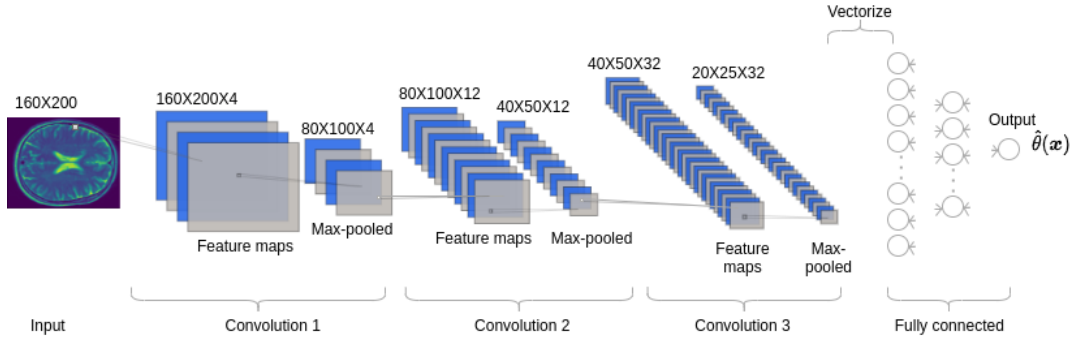 Vectorize
160X200
160X200X4
80X100X4
80X100X12
40X50X12
40X50X32
20X25X32
Output
θ̂(x)
Feature maps
Max-pooled
Feature maps
Max-pooled
Feature
maps
Max-
pooled
Input
Convolution 1
Convolution 2
Convolution 3
Fully connected